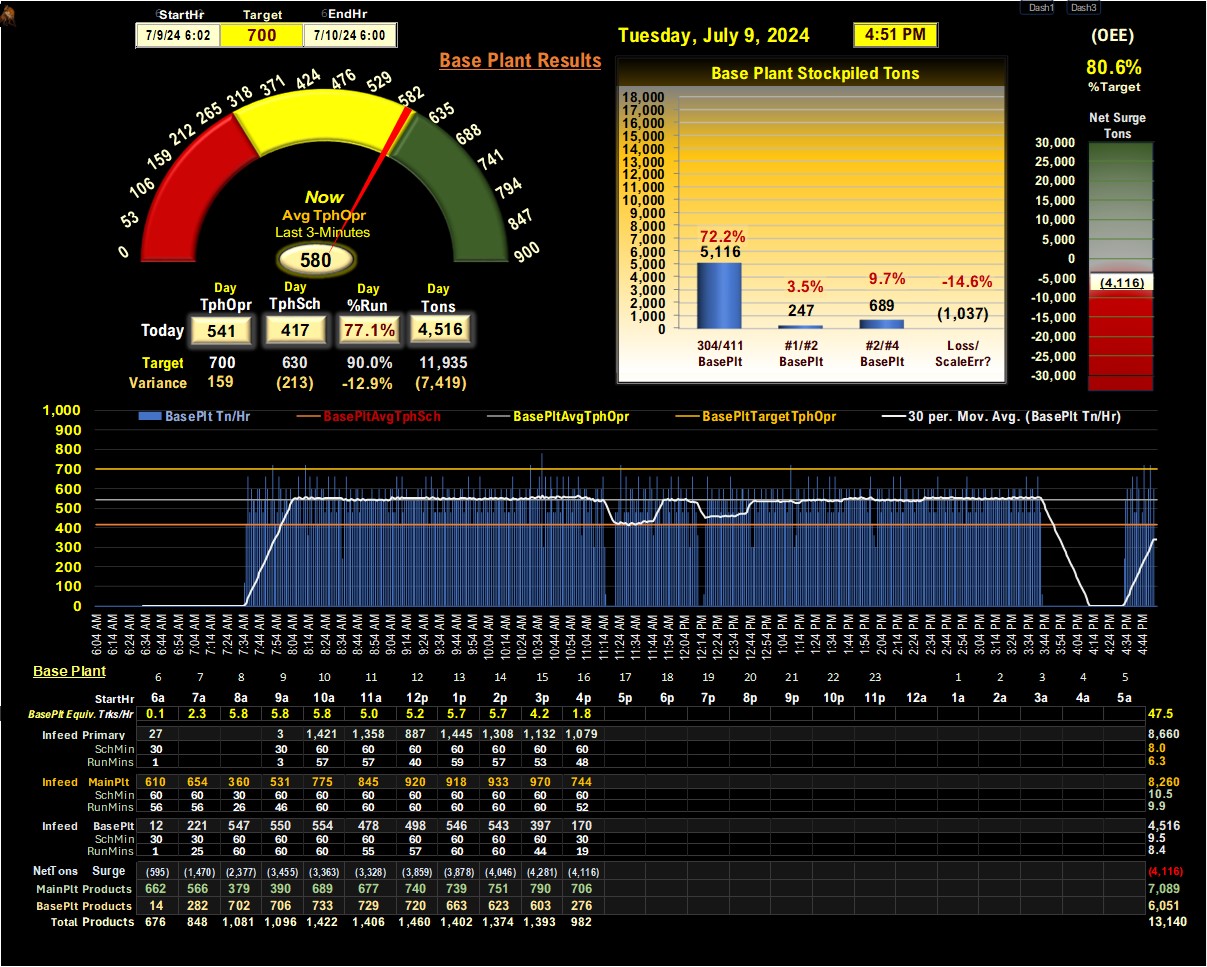 Dash1 Dash3
StartHr Target EndHr
7/9/24 6:02 700 7/10/24 6:00
Tuesday, July 9, 2024 4:51 PM
(OEE)
80.6%
%Target
Base Plant Results
0 53 106 159 212 265 318 371 424 476 529 582 635 688 741 794 847 900
Now
Avg TphOpr
Last 3-Minutes
580
Day Day Day Day
TphOpr TphSch %Run Tons
Today 541 417 77.1% 4,516
Target 700 630 90.0% 11,935
Variance 159 (213) -12.9% (7,419)
Base Plant Stockpiled Tons
18,000
17,000
16,000
15,000
14,000
13,000
12,000
11,000
10,000
9,000
8,000
7,000
6,000
5,000
4,000
3,000
2,000
1,000
0
72.2% 3.5% 9.7% -14.6%
5,116 247 689 (1,037)
304/411 #1/#2 #2/#4 Loss/
BasePlt BasePlt BasePlt ScaleErr?
Net Surge
Tons
30,000
25,000
20,000
15,000
10,000
5,000
0
-5,000
-10,000
-15,000
-20,000
-25,000
-30,000
(4,116)
BasePlt Tn/Hr BasePltAvgTphSch BasePltAvgTphOpr BasePltTargetTphOpr 30 per. Mov. Avg. (BasePlt Tn/Hr)
1,000
900
800
700
600
500
400
300
200
100
0
6:04 AM 6:14 AM 6:24 AM 6:34 AM 6:44 AM 6:54 AM 7:04 AM 7:14 AM 7:24 AM 7:34 AM 7:44 AM 7:54 AM 8:04 AM 8:14 AM 8:24 AM 8:34 AM 8:44 AM 8:54 AM 9:04 AM 9:14 AM 9:24 AM 9:34 AM 9:44 AM 9:54 AM 10:04 AM 10:14 AM 10:24 AM 10:34 AM 10:44 AM 10:54 AM 11:04 AM 11:14 AM 11:24 AM 11:34 AM 11:44 AM 11:54 AM 12:04 PM 12:14 PM 12:24 PM 12:34 PM 12:44 PM 12:54 PM 1:04 PM 1:14 PM 1:24 PM 1:34 PM 1:44 PM 1:54 PM 2:04 PM 2:14 PM 2:24 PM 2:34 PM 2:44 PM 2:54 PM 3:04 PM 3:14 PM 3:24 PM 3:34 PM 3:44 PM 3:54 PM 4:04 PM 4:14 PM 4:24 PM 4:34 PM 4:44 PM
Base Plant 6 7 8 9 10 11 12 13 14 15 16 17 18 19 20 21 22 23 1 2 3 4 5
StartHr 6a 7a 8a 9a 10a 11a 12p 1p 2p 3p 4p 5p 6p 7p 8p 9p 10p 11p 12a 1a 2a 3a 4a 5a
BasePlt Equiv. Trks/Hr 0.1 2.3 5.8 5.8 5.8 5.0 5.2 5.7 5.7 4.2 1.8 47.5
Infeed Primary 27 3 1,421 1,358 887 1,445 1,308 1,132 1,079 8,660
SchMin 30 30 60 60 60 60 60 60 60 8.0
RunMins 1 3 57 57 40 59 57 53 48 6.3
Infeed MainPlt 610 654 360 531 775 845 920 918 933 970 744 8,260
SchMin 60 60 30 60 60 60 60 60 60 60 60 10.5
RunMins 56 56 26 46 60 60 60 60 60 60 52 9.9
Infeed BasePlt 12 221 547 550 554 478 498 546 543 397 170 4,516
SchMin 30 30 60 60 60 60 60 60 60 60 30 9.5
RunMins 1 25 60 60 60 55 57 60 60 44 19 8.4
NetTons Surge (595) (1,470) (2,377) (3,455) (3,363) (3,328) (3,859) (3,878) (4,046) (4,281) (4,116) (4,116)
MainPlt Products 662 566 379 390 689 677 740 739 751 790 706 7,089
BasePlt Products 14 282 702 706 733 729 720 663 623 603 276 6,051
Total Products 676 848 1,081 1,096 1,422 1,406 1,460 1,402 1,374 1,393 982 13,140